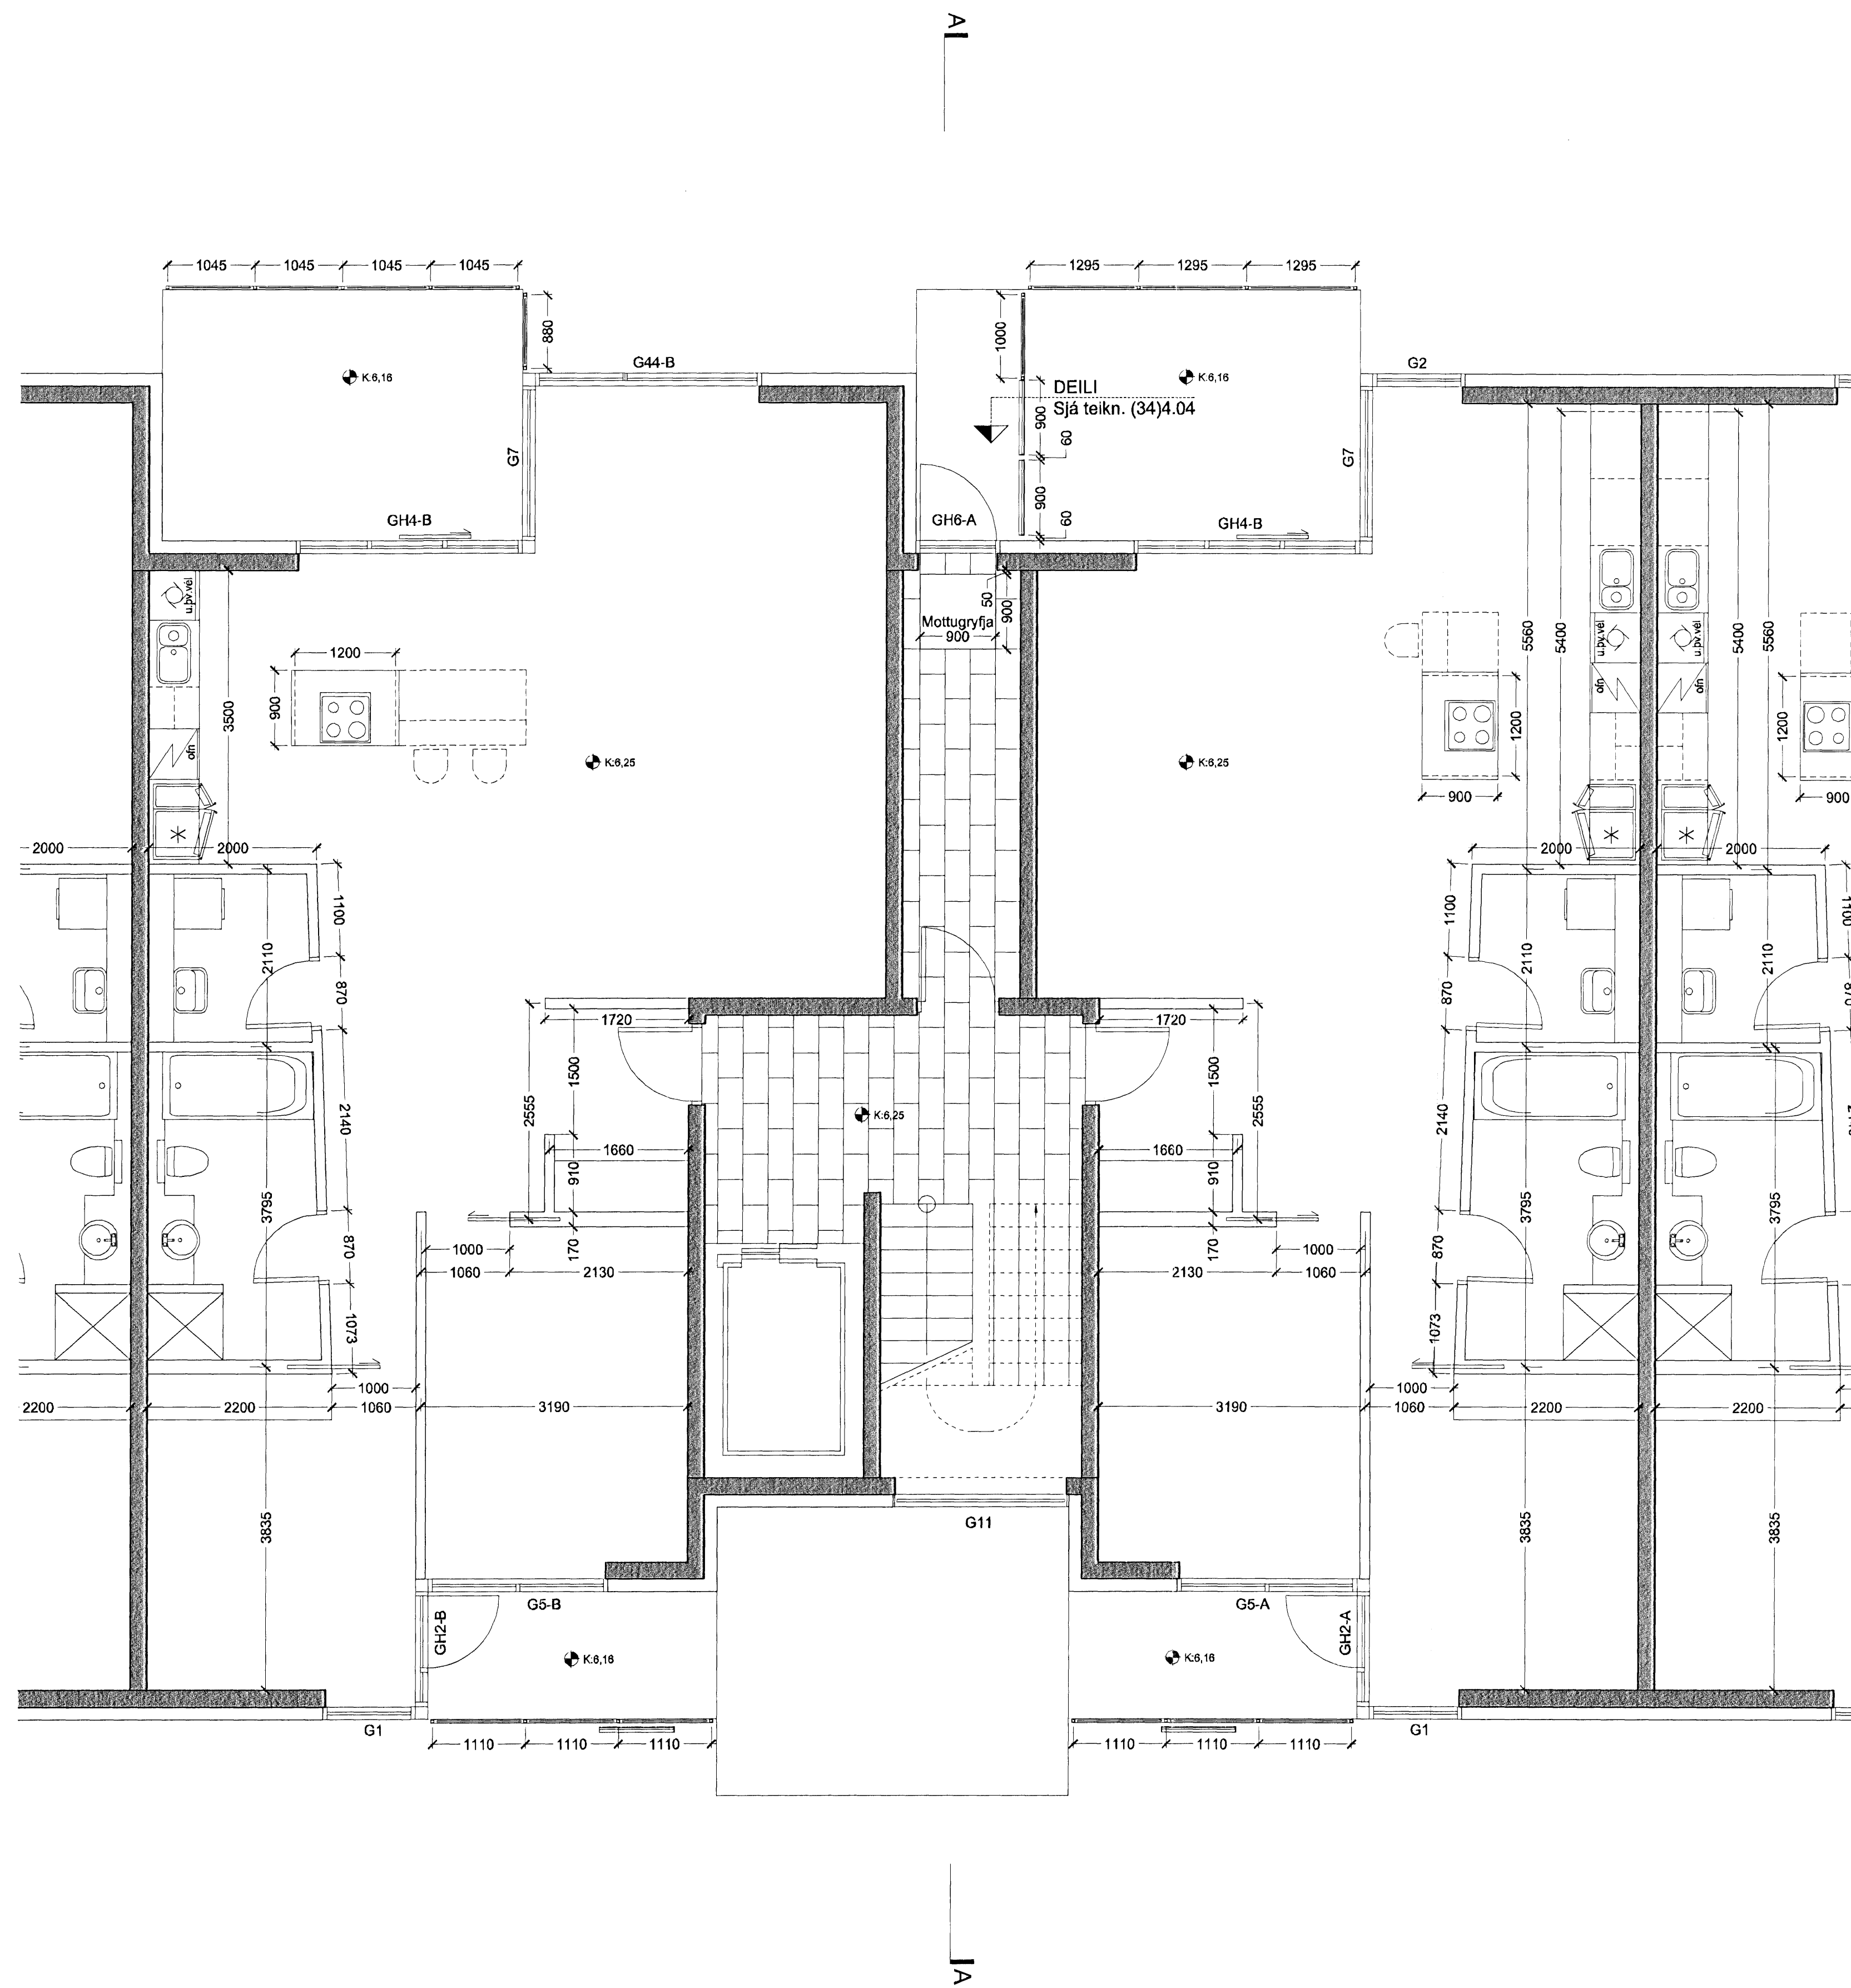 A
1045 1045 1045 1045
1295 1295 1295
880
1000
G44-B
G2
K:6,16
K:6,16
DEILI
Sjá teikn. (34)4.04
900
60
G7
G7
900
60
GH4-B
GH6-A
GH4-B
50
900
Mottugryfja
900
u.þv.vél
1200
900
3500
ofn
K:6,25
K:6,25
5560
5400
5400
5560
u.þv.vél
u.þv.vél
ofn
ofn
1200
1200
900
900
2000
2000
2000
2000
1100
2110
870
1100
2110
870
2110
1100
870
1720
1720
1500
2555
1500
2555
K:6,25
2140
2140
1660
1660
910
910
3795
3795
3795
170
170
870
870
1000
1000
1060
2130
2130
1060
1073
1073
1000
1000
2200
2200
1060
3190
3190
1060
2200
2200
3835
3835
3835
G11
G5-B
G5-A
GH2-B
GH2-A
K:6,16
K:6,16
G1
G1
1110 1110 1110
1110 1110 1110
A